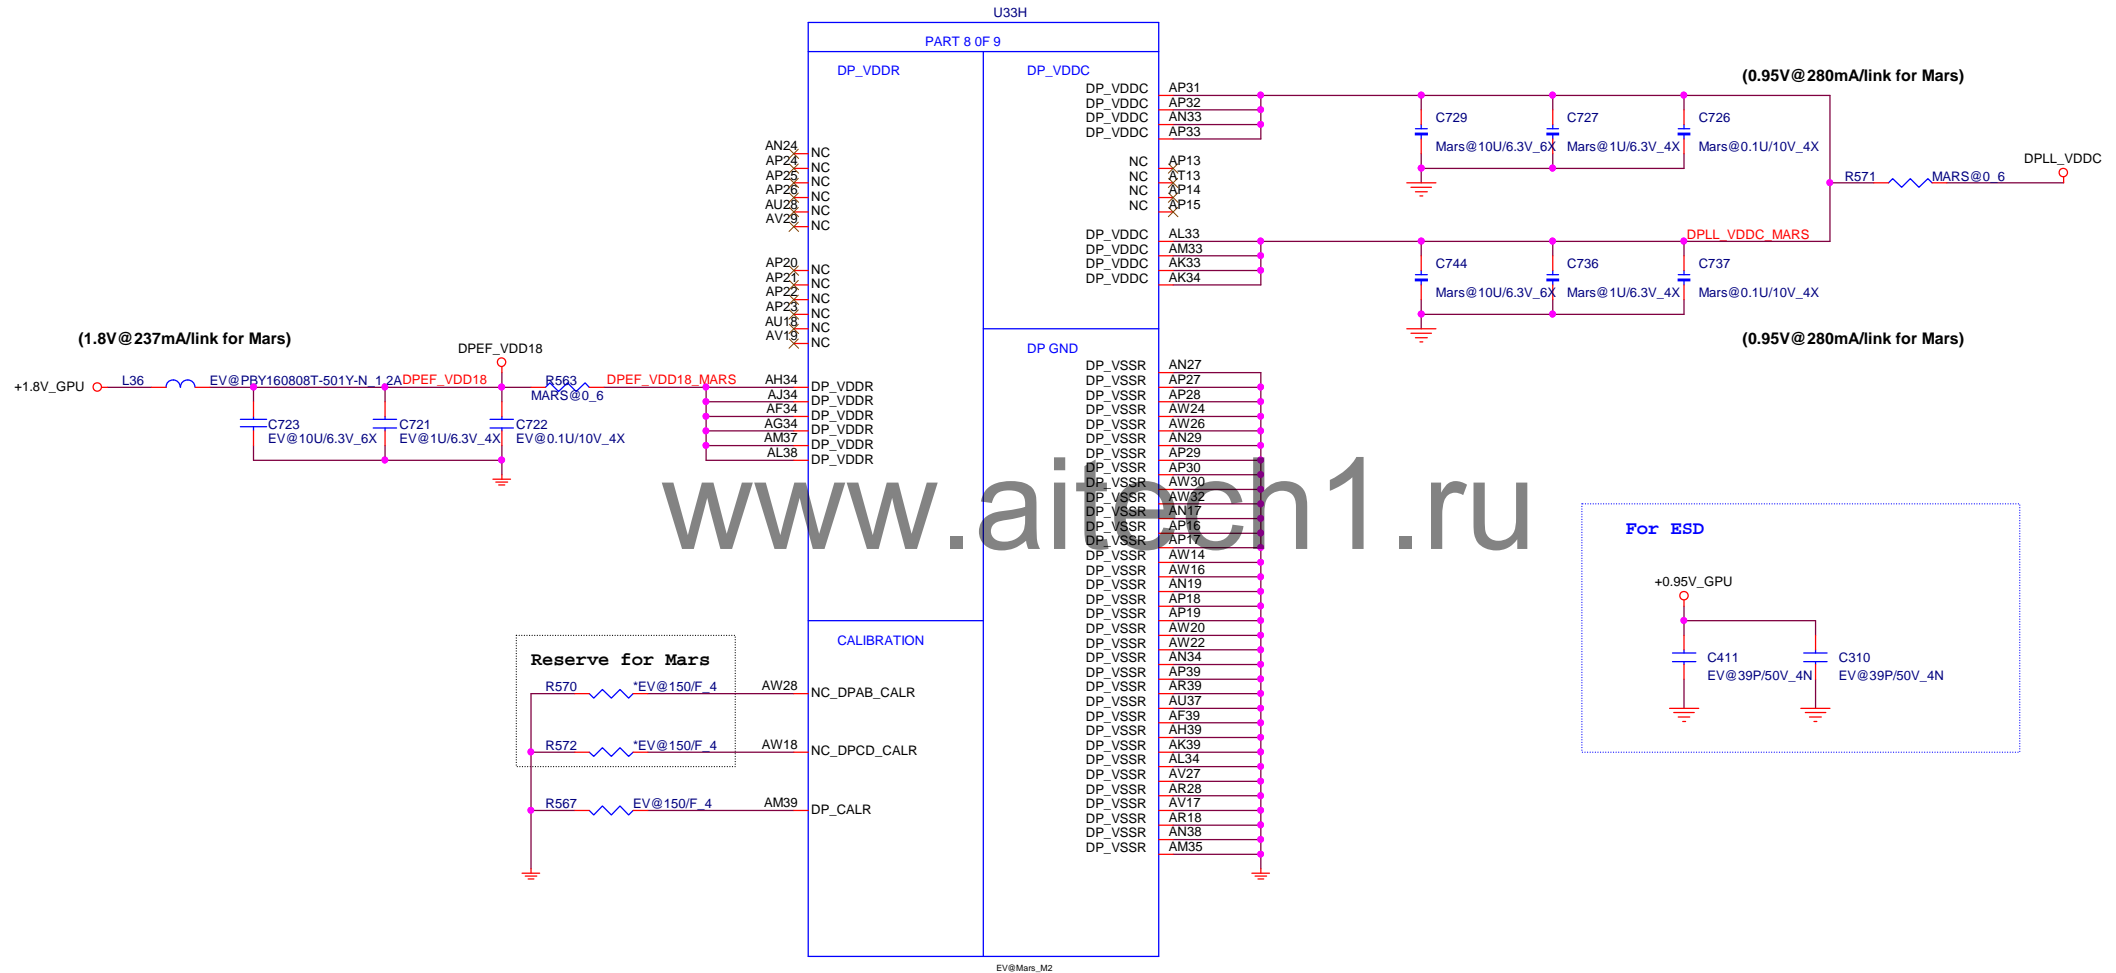 U33H
PART 8 0F 9
DP_VDDR
DP_VDDC
AN24 NC
AP24 NC
AP25 NC
AP26 NC
AU28 NC
AV29 NC
AP20 NC
AP21 NC
AP22 NC
AP23 NC
AU18 NC
AV19 NC
(1.8V@237mA/link for Mars)
DPEF_VDD18
+1.8V_GPU
L36
EV@PBY160808T-501Y-N_1.2A
DPEF_VDD18
R563
MARS@0_6
DPEF_VDD18_MARS
C723
EV@10U/6.3V_6X
C721
EV@1U/6.3V_4X
C722
EV@0.1U/10V_4X
AH34 DP_VDDR
AJ34 DP_VDDR
AF34 DP_VDDR
AG34 DP_VDDR
AM37 DP_VDDR
AL38 DP_VDDR
DP_VDDC AP31
DP_VDDC AP32
DP_VDDC AN33
DP_VDDC AP33
NC AP13
NC AT13
NC AP14
NC AP15
DP_VDDC AL33
DP_VDDC AM33
DP_VDDC AK33
DP_VDDC AK34
(0.95V@280mA/link for Mars)
C729
Mars@10U/6.3V_6X
C727
Mars@1U/6.3V_4X
C726
Mars@0.1U/10V_4X
DPLL_VDDC
R571
MARS@0_6
DPLL_VDDC_MARS
C744
Mars@10U/6.3V_6X
C736
Mars@1U/6.3V_4X
C737
Mars@0.1U/10V_4X
(0.95V@280mA/link for Mars)
DP GND
DP_VSSR AN27
DP_VSSR AP27
DP_VSSR AP28
DP_VSSR AW24
DP_VSSR AW26
DP_VSSR AN29
DP_VSSR AP29
DP_VSSR AP30
DP_VSSR AW30
DP_VSSR AW32
DP_VSSR AN17
DP_VSSR AP16
DP_VSSR AP17
DP_VSSR AW14
DP_VSSR AW16
DP_VSSR AN19
DP_VSSR AP18
DP_VSSR AP19
DP_VSSR AW20
DP_VSSR AW22
DP_VSSR AN34
DP_VSSR AP39
DP_VSSR AR39
DP_VSSR AU37
DP_VSSR AF39
DP_VSSR AH39
DP_VSSR AK39
DP_VSSR AL34
DP_VSSR AV27
DP_VSSR AR28
DP_VSSR AV17
DP_VSSR AR18
DP_VSSR AN38
DP_VSSR AM35
www.aitech1.ru
For ESD
+0.95V_GPU
C411
EV@39P/50V_4N
C310
EV@39P/50V_4N
CALIBRATION
Reserve for Mars
R570 *EV@150/F_4 AW28 NC_DPAB_CALR
R572 *EV@150/F_4 AW18 NC_DPCD_CALR
R567 EV@150/F_4 AM39 DP_CALR
EV@Mars_M2